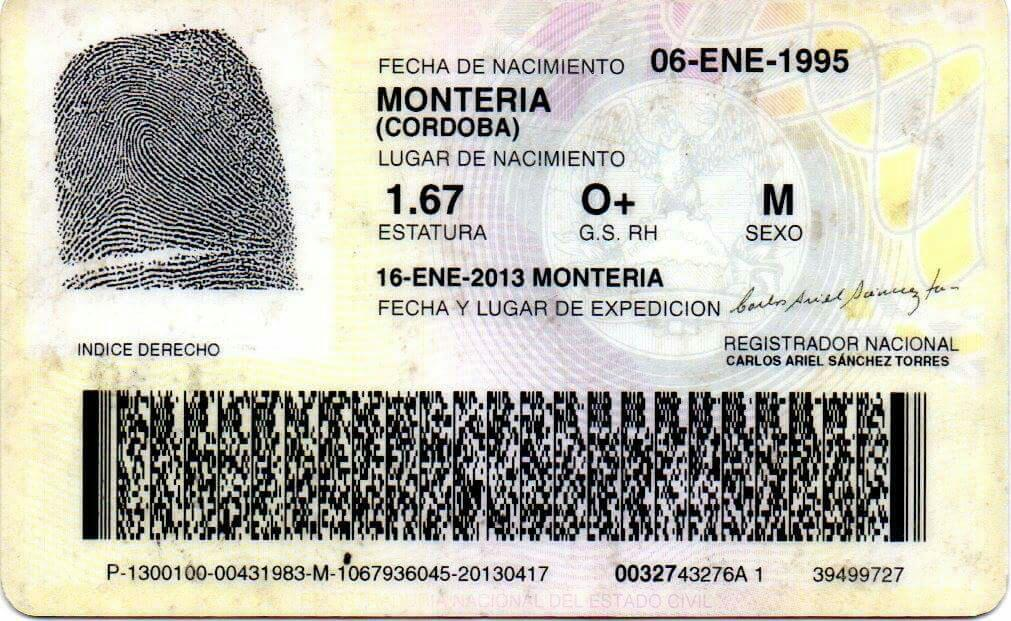 FECHA DE NACIMIENTO 06-ENE-1995
MONTERIA
(CORDOBA)
LUGAR DE NACIMIENTO
1.67 O+ M
ESTATURA G.S. RH SEXO
16-ENE-2013 MONTERIA
FECHA Y LUGAR DE EXPEDICION
INDICE DERECHO
REGISTRADOR NACIONAL
CARLOS ARIEL SÁNCHEZ TORRES
P-1300100-00431983-M-1067936045-20130417 0032743276A 1 39499727
NACIONAL DEL ESTADO CIVIL